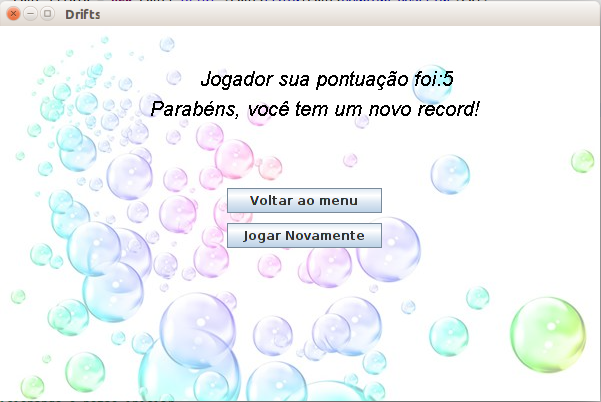 Drifts
Jogador sua pontuação foi:5
Parabéns, você tem um novo record!
Voltar ao menu
Jogar Novamente